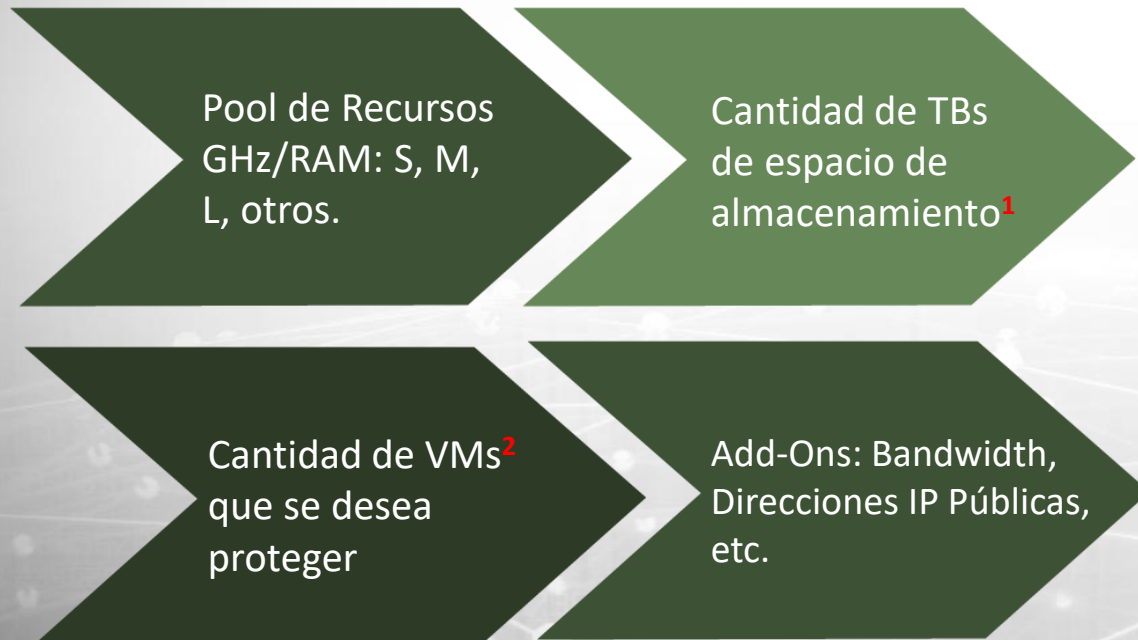 Pool de Recursos
GHz/RAM: S, M,
L, otros.
Cantidad de TBs
de espacio de
almacenamiento¹
Cantidad de VMs²
que se desea
proteger
Add-Ons: Bandwidth,
Direcciones IP Públicas,
etc.